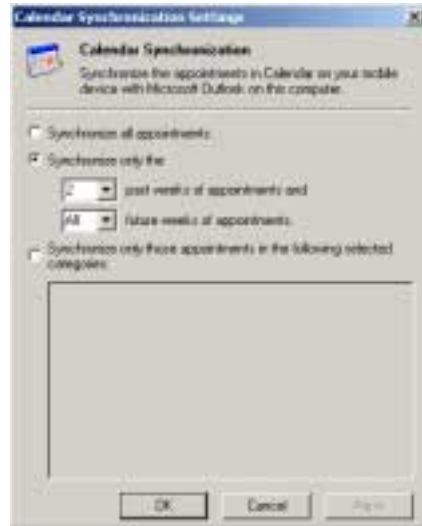 Calendar Synchronization Settings
Calendar Synchronization
Synchronize the appointments in Calendar on your mobile
device with Microsoft Outlook on this computer.
Synchronize all appointments.
Synchronize only the
2 past weeks of appointments and
All future weeks of appointments.
Synchronize only those appointments in the following selected
categories:
OK Cancel Apply